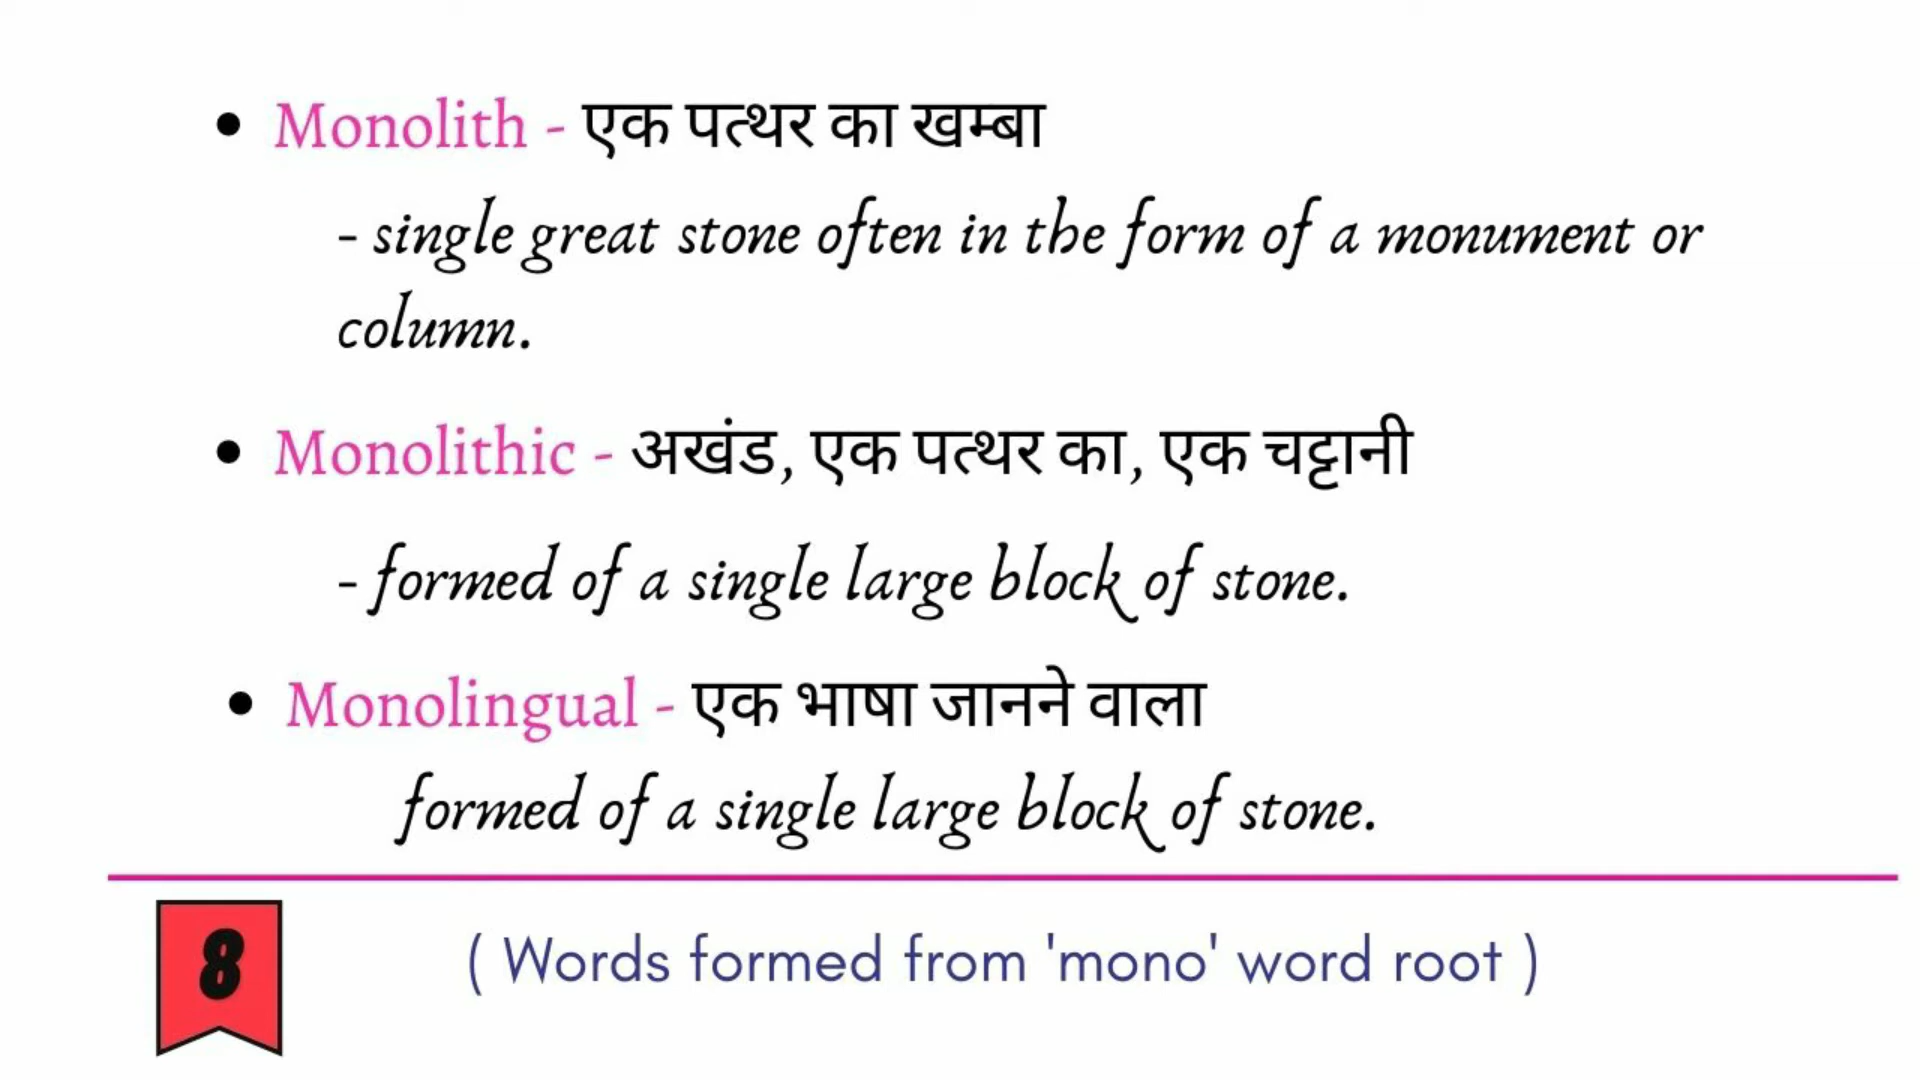 • Monolith - एक पत्थर का खम्बा
- single great stone often in the form of a monument or
column.
• Monolithic - अखंड, एक पत्थर का, एक चट्टानी
- formed of a single large block of stone.
• Monolingual - एक भाषा जानने वाला
formed of a single large block of stone.
8
( Words formed from 'mono' word root )